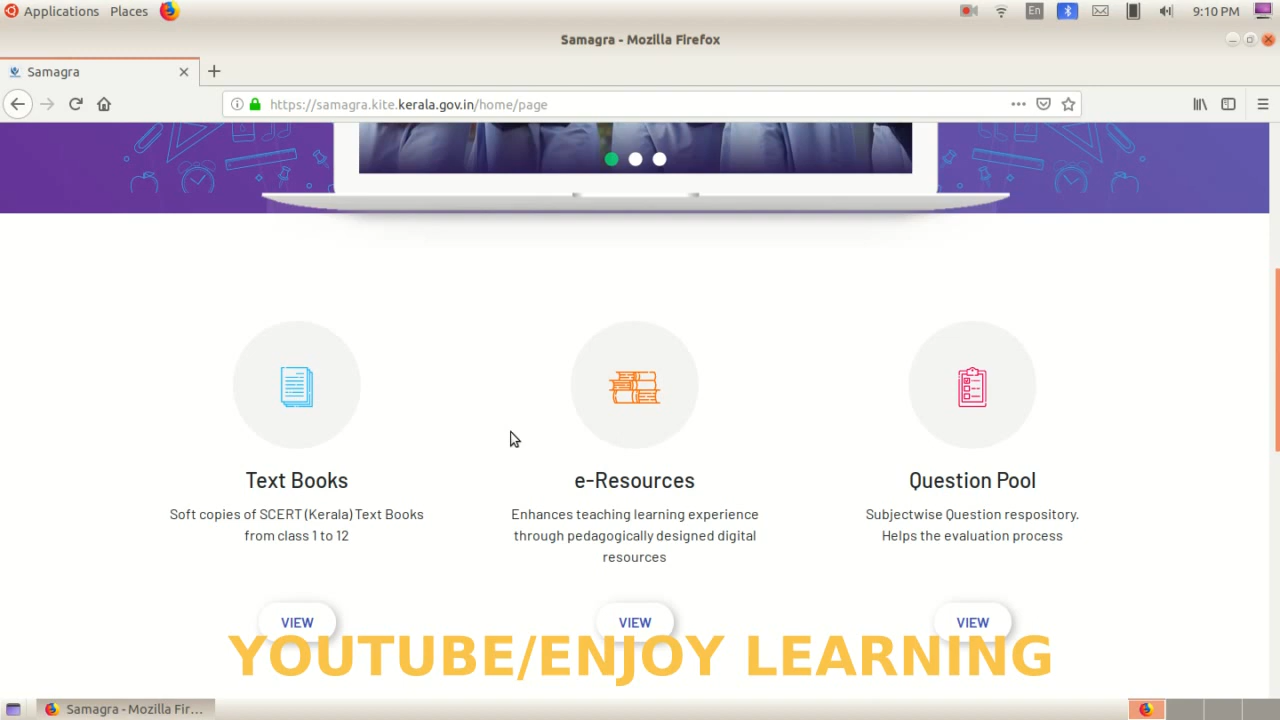 Applications Places
En
9:10 PM
Samagra - Mozilla Firefox
Samagra
https://samagra.kite.kerala.gov.in/home/page
Text Books
Soft copies of SCERT (Kerala) Text Books
from class 1 to 12
VIEW
e-Resources
Enhances teaching learning experience
through pedagogically designed digital
resources
VIEW
Question Pool
Subjectwise Question respository.
Helps the evaluation process
VIEW
YOUTUBE/ENJOY LEARNING
Samagra - Mozilla Fir...